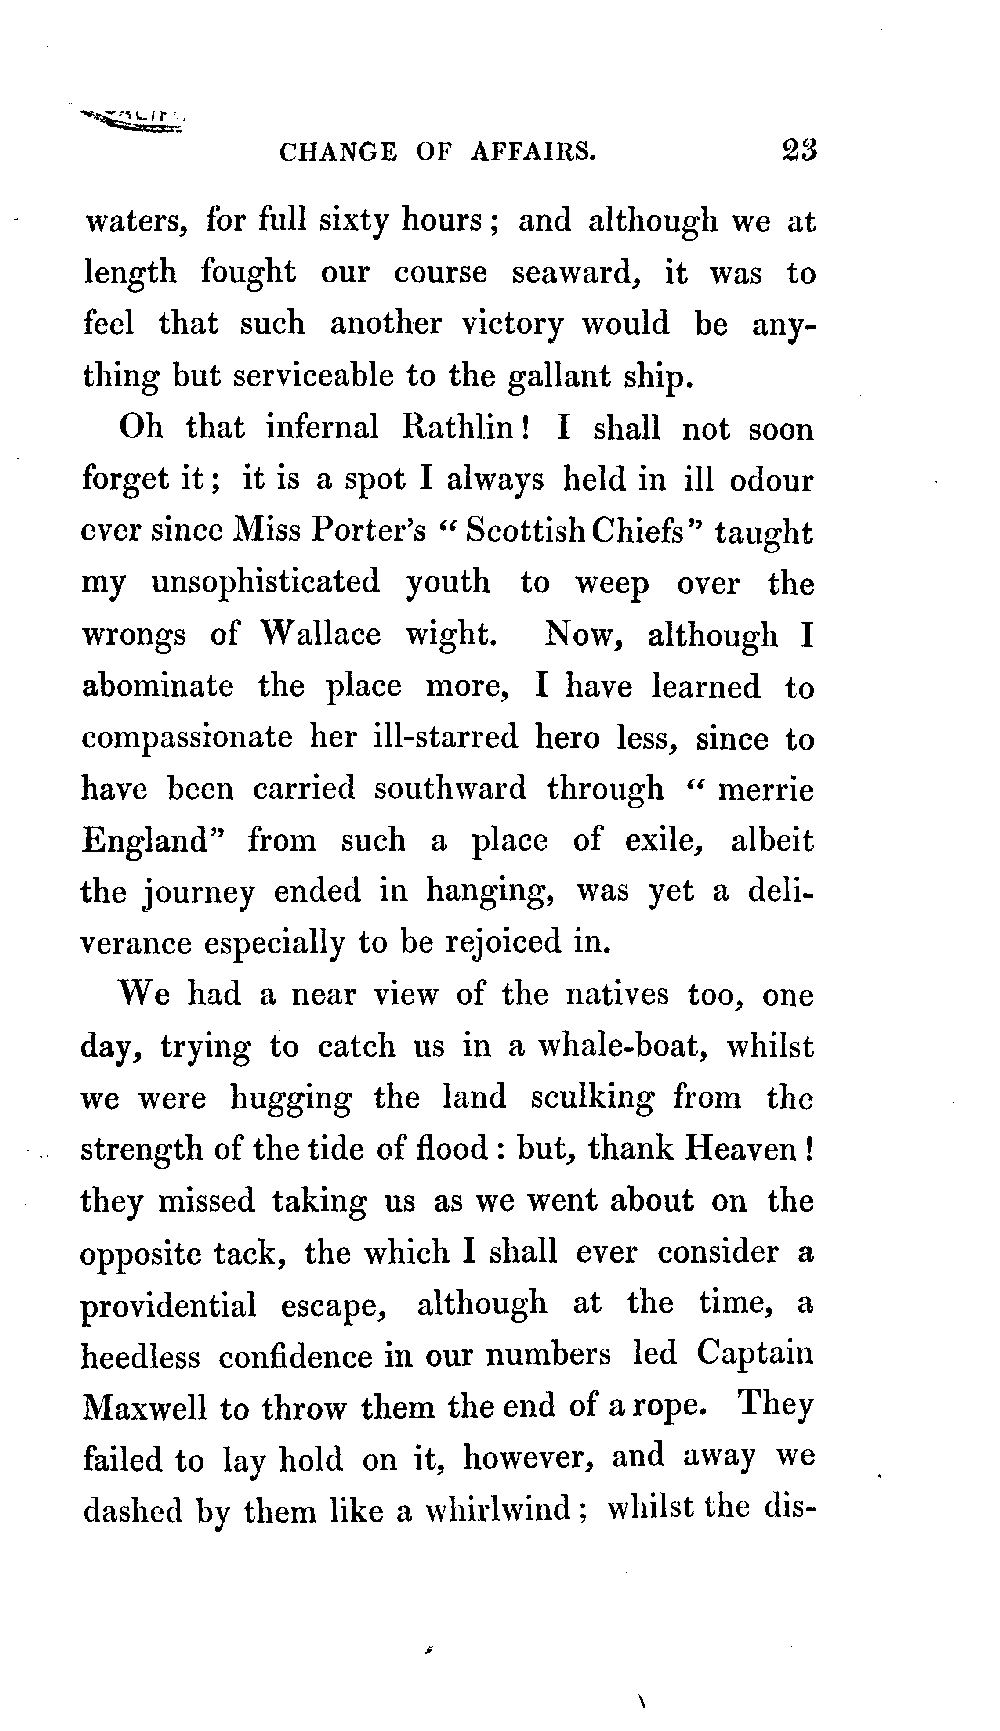 CHANGE OF AFFAIRS. 23
waters, for full sixty hours ; and although we at
length fought our course seaward, it was to
feel that such another victory would be any-
thing but serviceable to the gallant ship.
Oh that infernal Rathlin ! I shall not soon
forget it ; it is a spot I always held in ill odour
ever since Miss Porter's “ Scottish Chiefs” taught
my unsophisticated youth to weep over the
wrongs of Wallace wight. Now, although I
abominate the place more, I have learned to
compassionate her ill-starred hero less, since to
have been carried southward through “ merrie
England” from such a place of exile, albeit
the journey ended in hanging, was yet a deli-
verance especially to be rejoiced in.
We had a near view of the natives too, one
day, trying to catch us in a whale-boat, whilst
we were hugging the land sculking from the
strength of the tide of flood : but, thank Heaven !
they missed taking us as we went about on the
opposite tack, the which I shall ever consider a
providential escape, although at the time, a
heedless confidence in our numbers led Captain
Maxwell to throw them the end of a rope. They
failed to lay hold on it, however, and away we
dashed by them like a whirlwind ; whilst the dis-